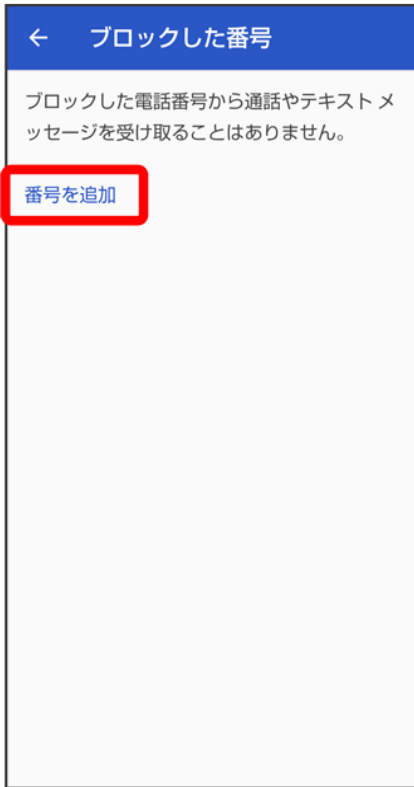 ブロックした番号
ブロックした電話番号から通話やテキスト メ
ッセージを受け取ることはありません。
番号を追加